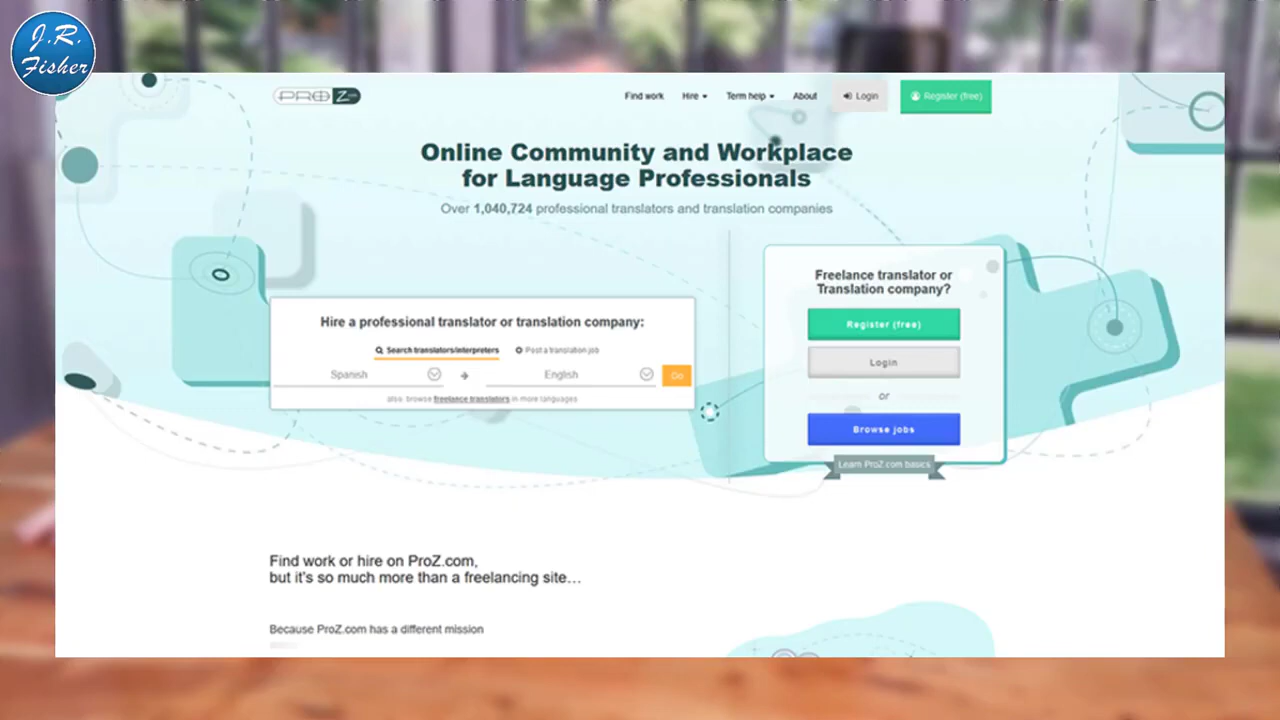 J.R.
Fisher
PROZ.com
Find work
Hire
Term help
About
Login
Register (free)
Online Community and Workplace
for Language Professionals
Over 1,040,724 professional translators and translation companies
Hire a professional translator or translation company:
Search translators/interpreters
Post a translation job
Spanish
English
Go
also: browse freelance translators in more languages
Freelance translator or
Translation company?
Register (free)
Login
or
Browse jobs
Learn ProZ.com basics
Find work or hire on ProZ.com,
but it's so much more than a freelancing site...
Because ProZ.com has a different mission